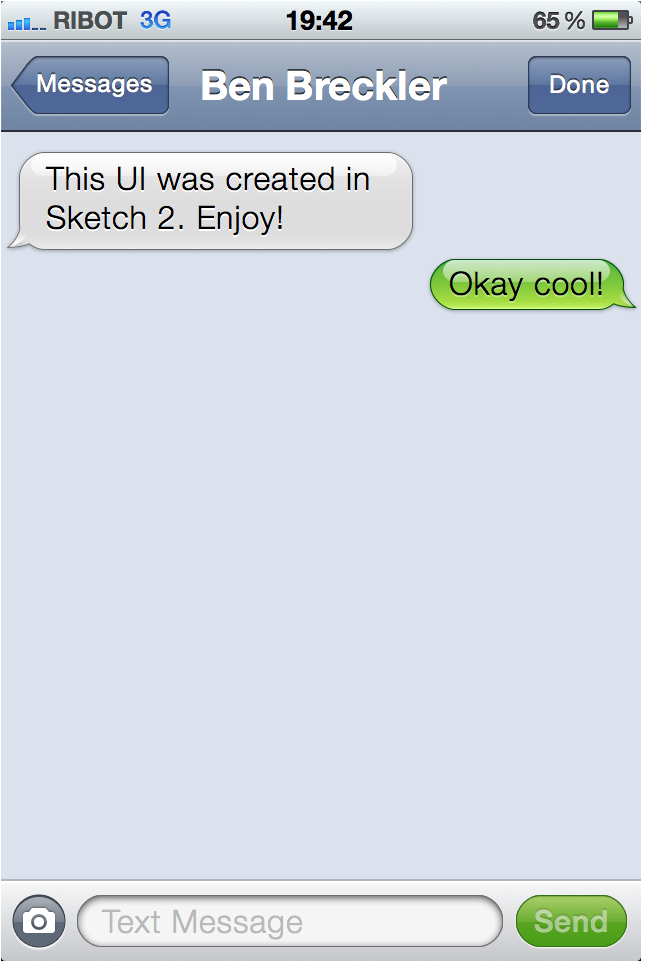 RIBOT 3G 19:42 65 %
Messages Ben Breckler Done
This UI was created in
Sketch 2. Enjoy!
Okay cool!
Text Message Send